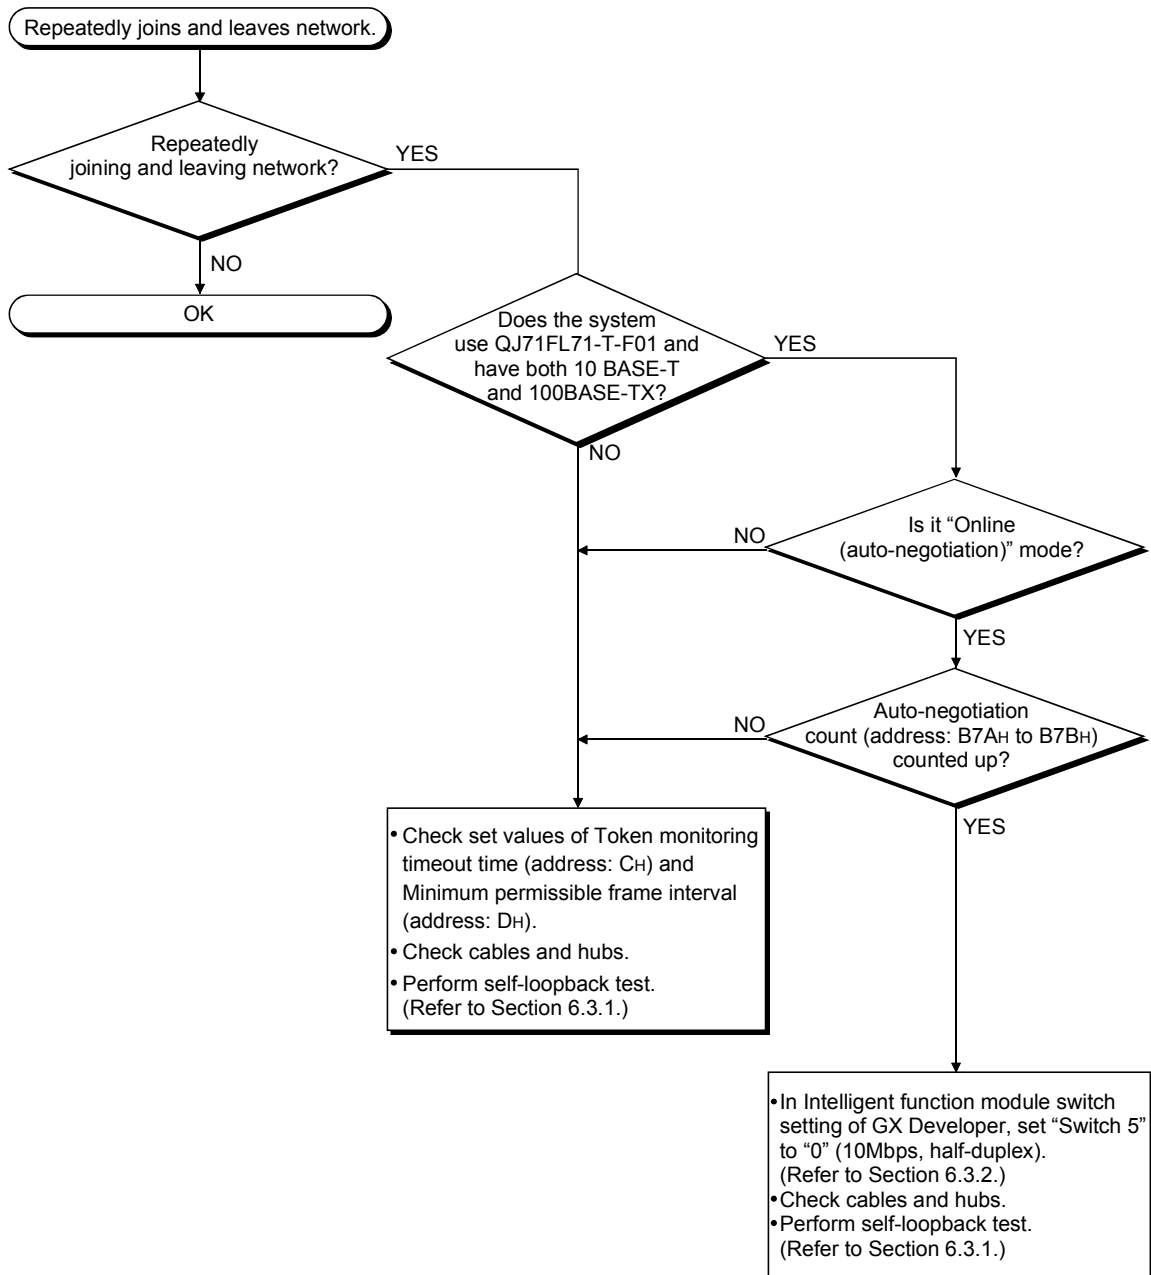 Repeatedly joins and leaves network.
Repeatedly
joining and leaving network?
YES
NO
OK
Does the system
use QJ71FL71-T-F01 and
have both 10 BASE-T
and 100BASE-TX?
YES
NO
Is it “Online
(auto-negotiation)” mode?
NO
YES
Auto-negotiation
count (address: B7AH to B7BH)
counted up?
NO
YES
• Check set values of Token monitoring
timeout time (address: CH) and
Minimum permissible frame interval
(address: DH).
• Check cables and hubs.
• Perform self-loopback test.
(Refer to Section 6.3.1.)
•In Intelligent function module switch
setting of GX Developer, set “Switch 5”
to “0” (10Mbps, half-duplex).
(Refer to Section 6.3.2.)
•Check cables and hubs.
•Perform self-loopback test.
(Refer to Section 6.3.1.)